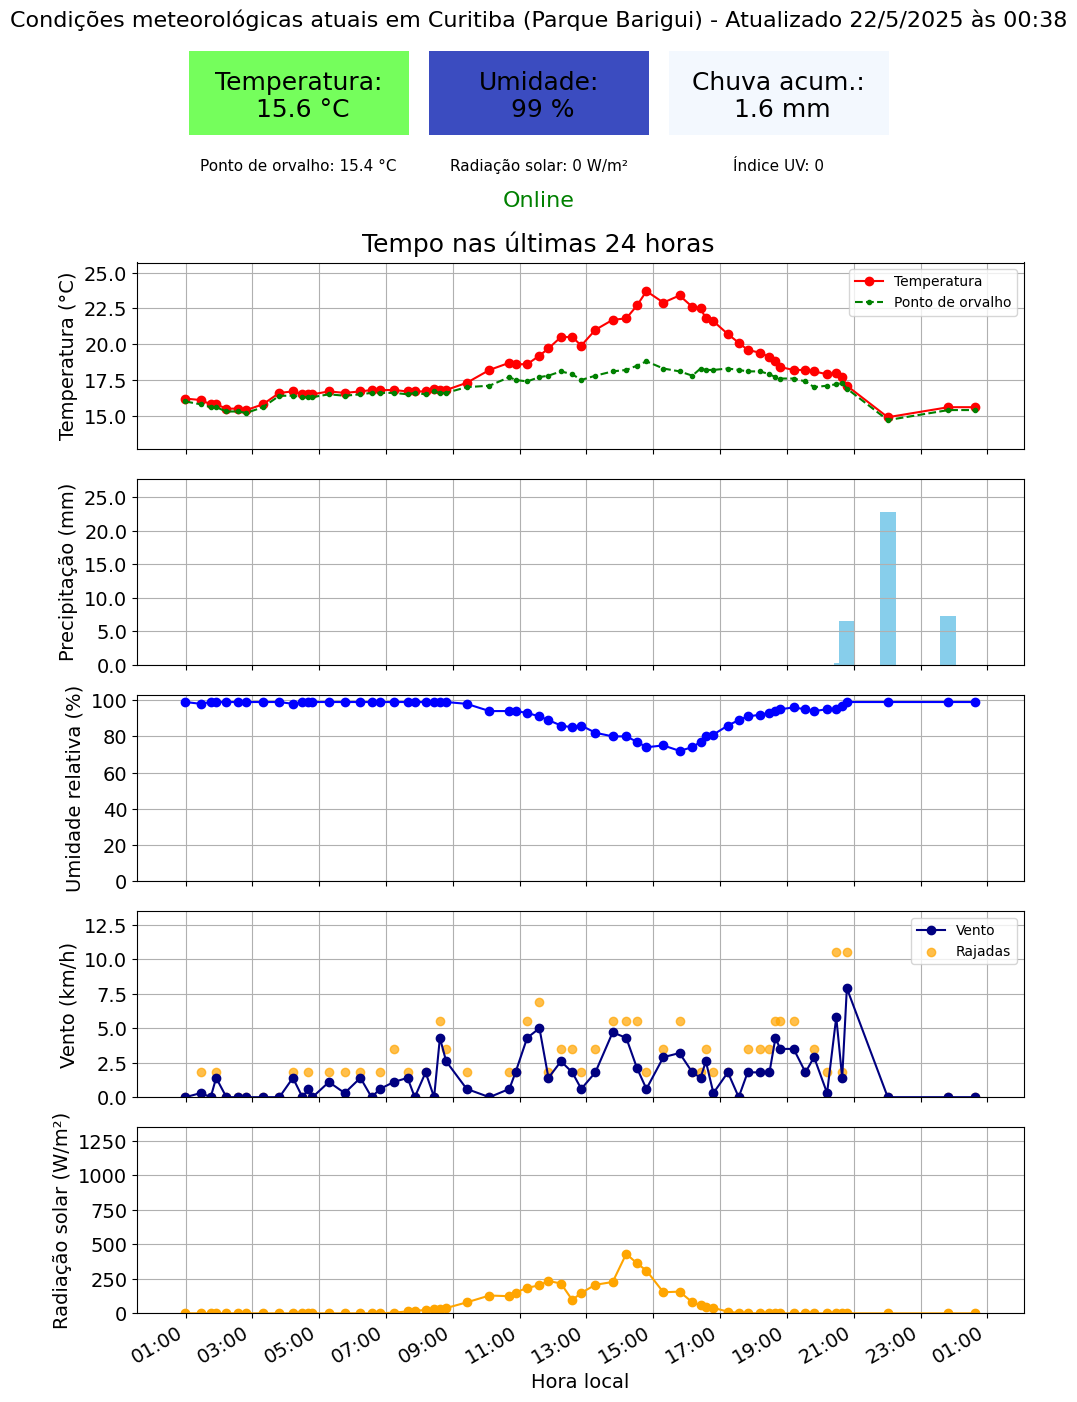 Condições meteorológicas atuais em Curitiba (Parque Barigui) - Atualizado 22/5/2025 às 00:38
Temperatura:
15.6 °C
Umidade:
99 %
Chuva acum.:
1.6 mm
Ponto de orvalho: 15.4 °C
Radiação solar: 0 W/m²
Índice UV: 0
Online
Tempo nas últimas 24 horas
Temperatura (°C)
25.0
22.5
20.0
17.5
15.0
Temperatura
Ponto de orvalho
Precipitação (mm)
25.0
20.0
15.0
10.0
5.0
0.0
Umidade relativa (%)
100
80
60
40
20
0
Vento (km/h)
12.5
10.0
7.5
5.0
2.5
0.0
Vento
Rajadas
Radiação solar (W/m²)
1250
1000
750
500
250
0
01:00
03:00
05:00
07:00
09:00
11:00
13:00
15:00
17:00
19:00
21:00
23:00
01:00
Hora local